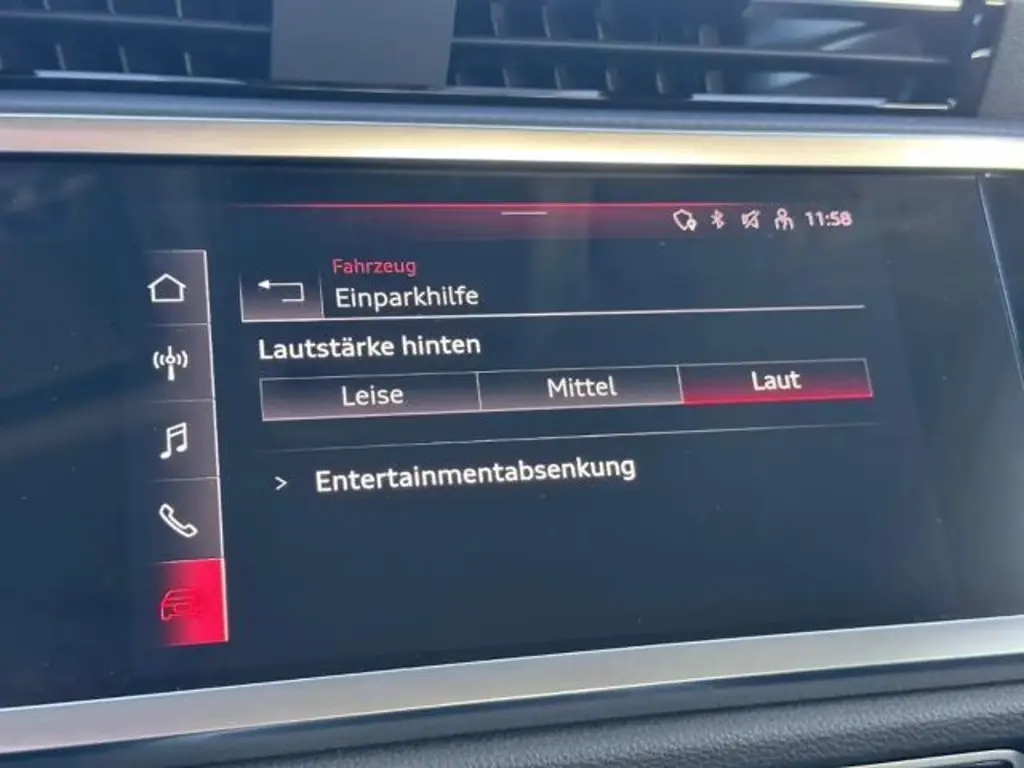 11:58
Fahrzeug
Einparkhilfe
Lautstärke hinten
Leise Mittel Laut
> Entertainmentabsenkung